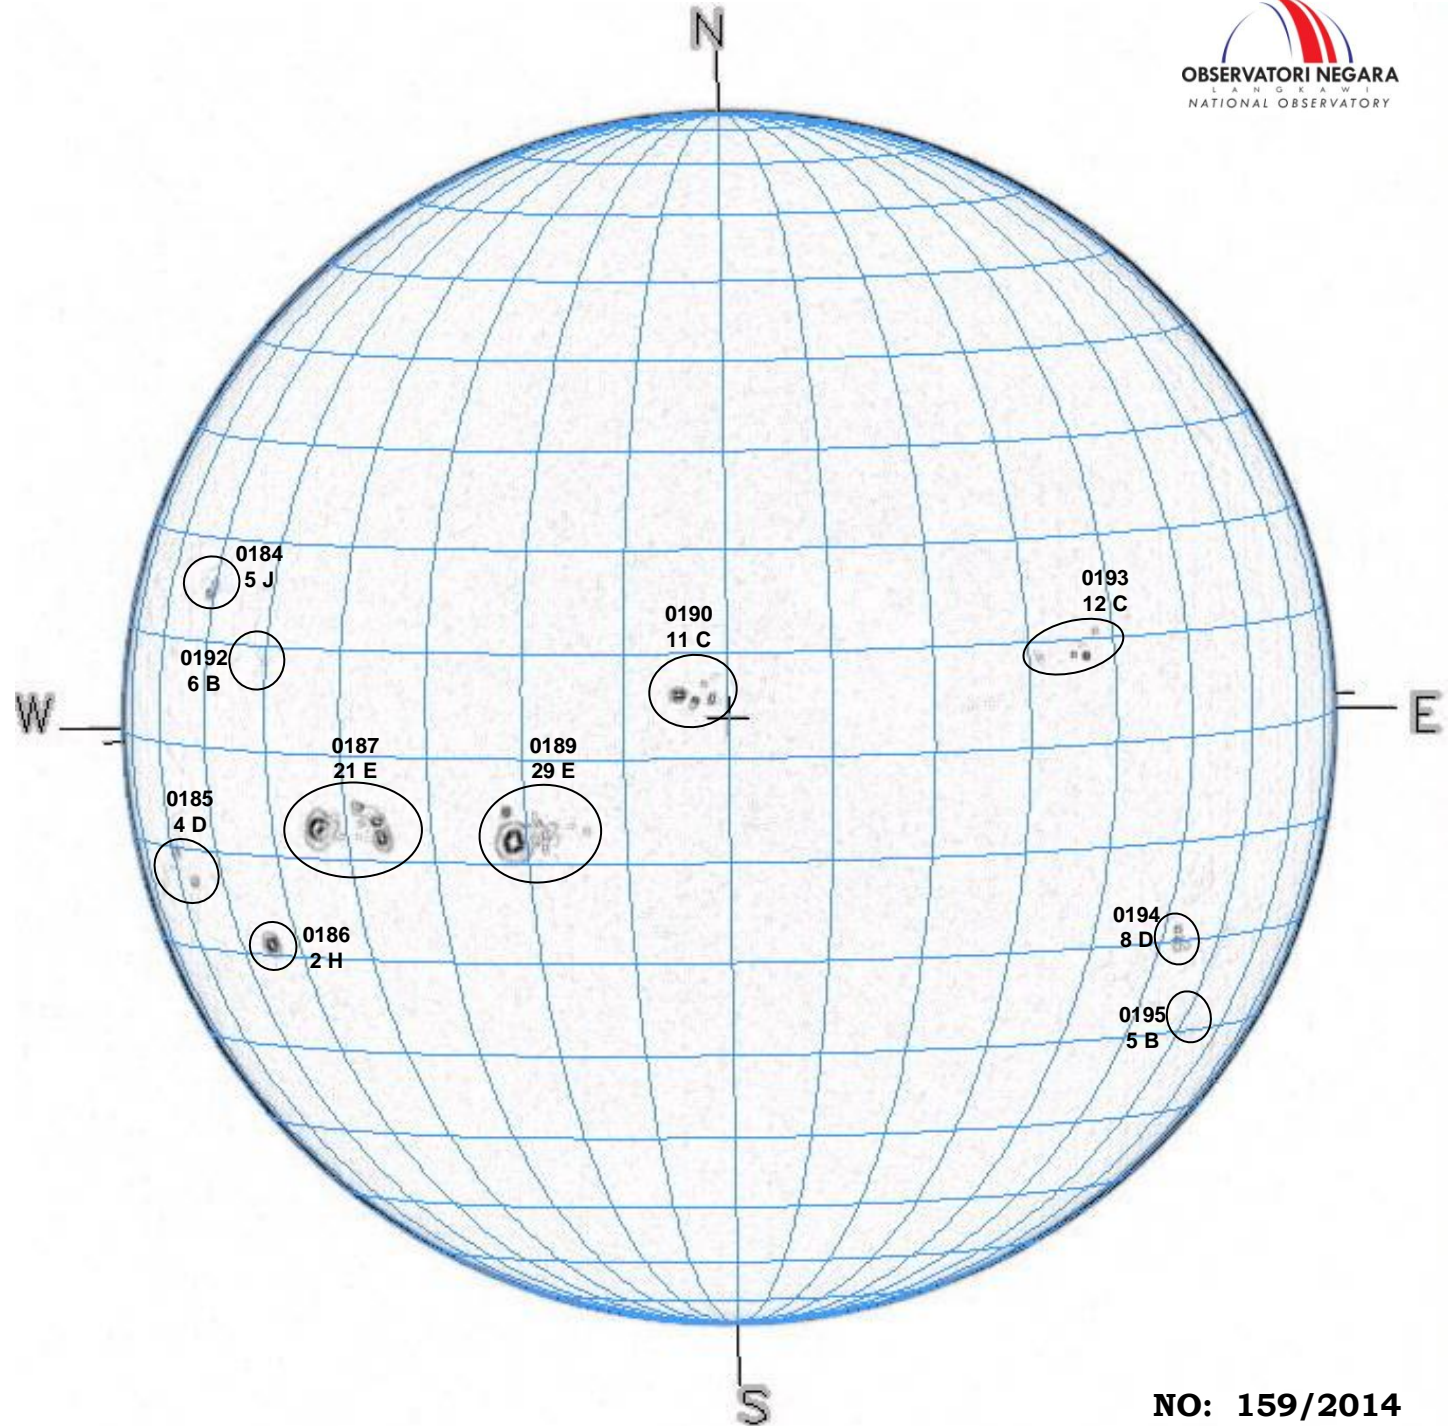 N
OBSERVATORI NEGARA
LANGKAWI
NATIONAL OBSERVATORY
0184
5 J
0193
12 C
0190
11 C
0192
6 B
W
E
0187
21 E
0189
29 E
0185
4 D
0186
2 H
0194
8 D
0195
5 B
S
NO: 159/2014